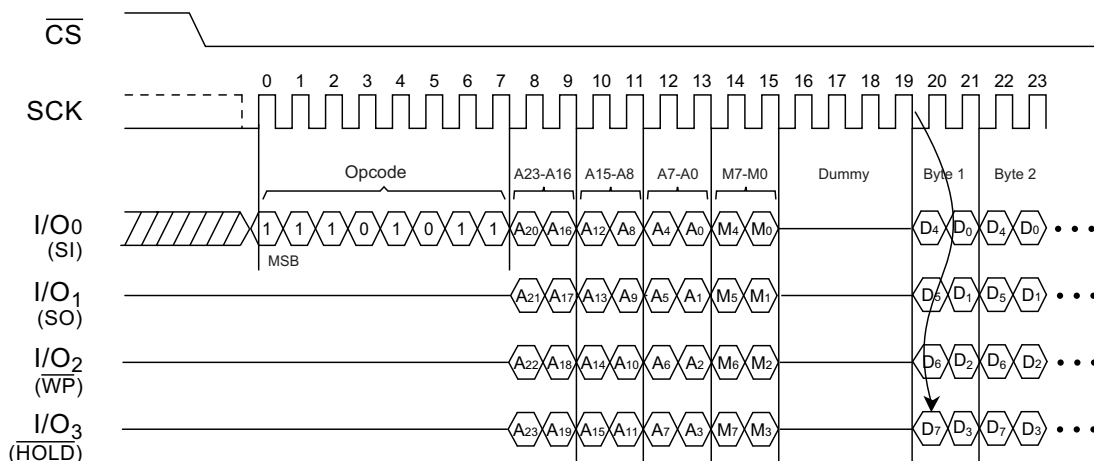 CS
0 1 2 3 4 5 6 7 8 9 10 11 12 13 14 15 16 17 18 19 20 21 22 23
SCK
Opcode A23-A16 A15-A8 A7-A0 M7-M0 Dummy Byte 1 Byte 2
I/O0 1 1 1 0 1 0 1 1 A20 A16 A12 A8 A4 A0 M4 M0 D4 D0 D4 D0 • • •
(SI) MSB
I/O1 A21 A17 A13 A9 A5 A1 M5 M1 D5 D1 D5 D1 • • •
(SO)
I/O2 A22 A18 A14 A10 A6 A2 M6 M2 D6 D2 D6 D2 • • •
(WP)
I/O3 A23 A19 A15 A11 A7 A3 M7 M3 D7 D3 D7 D3 • • •
(HOLD)